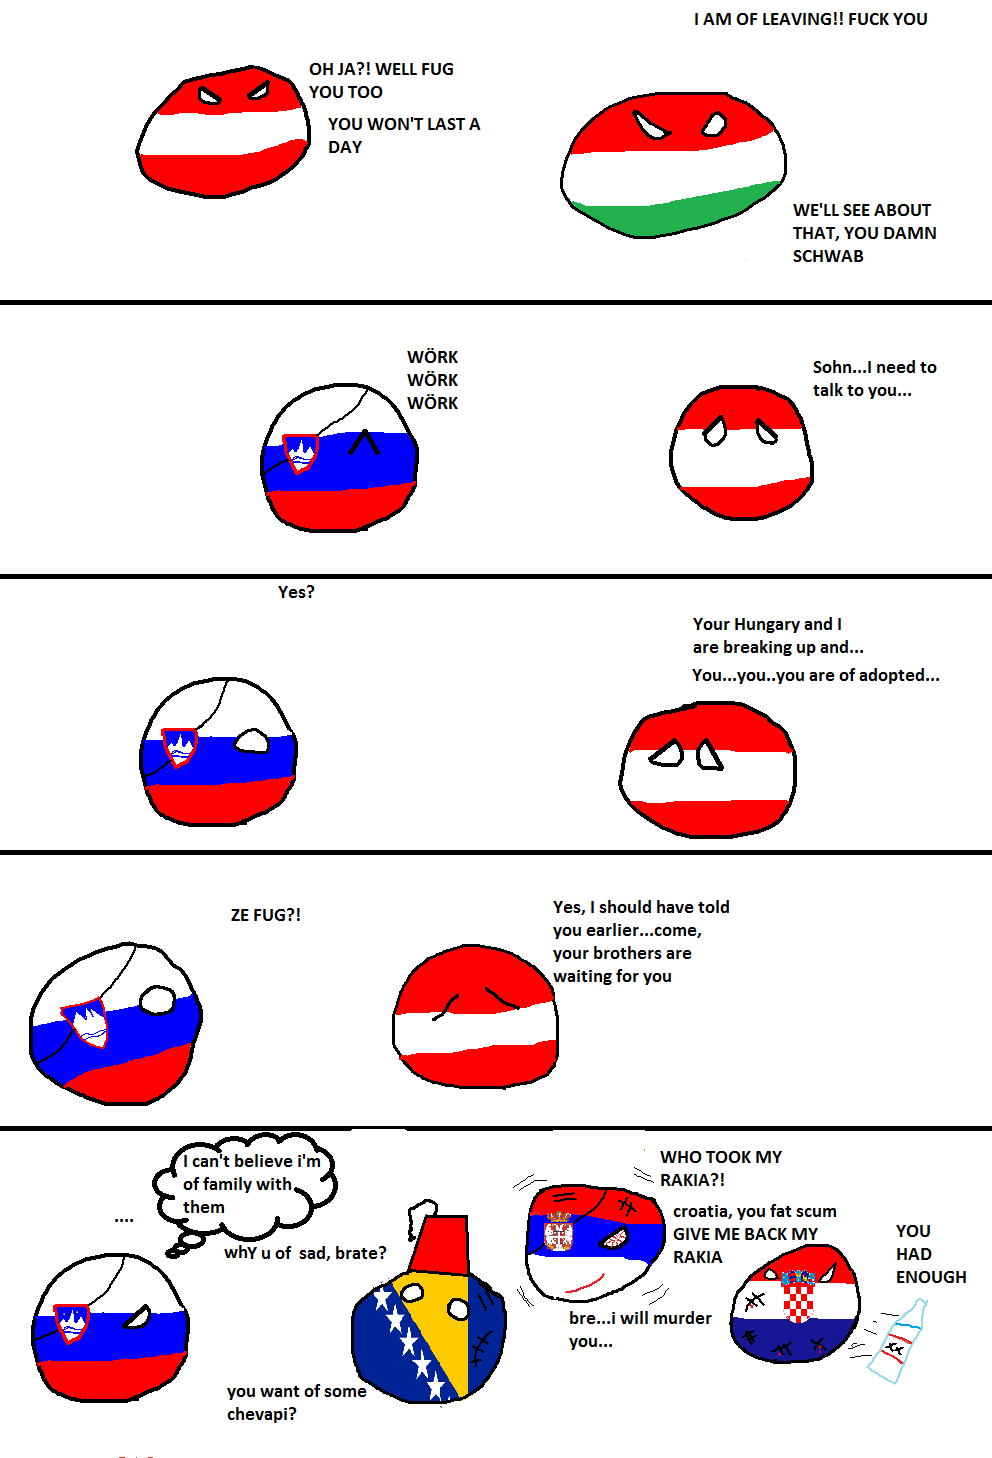 I AM OF LEAVING!! FUCK YOU
OH JA?! WELL FUG
YOU TOO
YOU WON'T LAST A
DAY
WE'LL SEE ABOUT
THAT, YOU DAMN
SCHWAB
WÖRK
WÖRK
WÖRK
Sohn...I need to
talk to you...
Yes?
Your Hungary and I
are breaking up and...
You...you..you are of adopted...
ZE FUG?!
Yes, I should have told
you earlier...come,
your brothers are
waiting for you
I can't believe i'm
of family with
them
....
whY u of sad, brate?
you want of some
chevapi?
WHO TOOK MY
RAKIA?!
croatia, you fat scum
GIVE ME BACK MY
RAKIA
bre...i will murder
you...
YOU
HAD
ENOUGH
XX